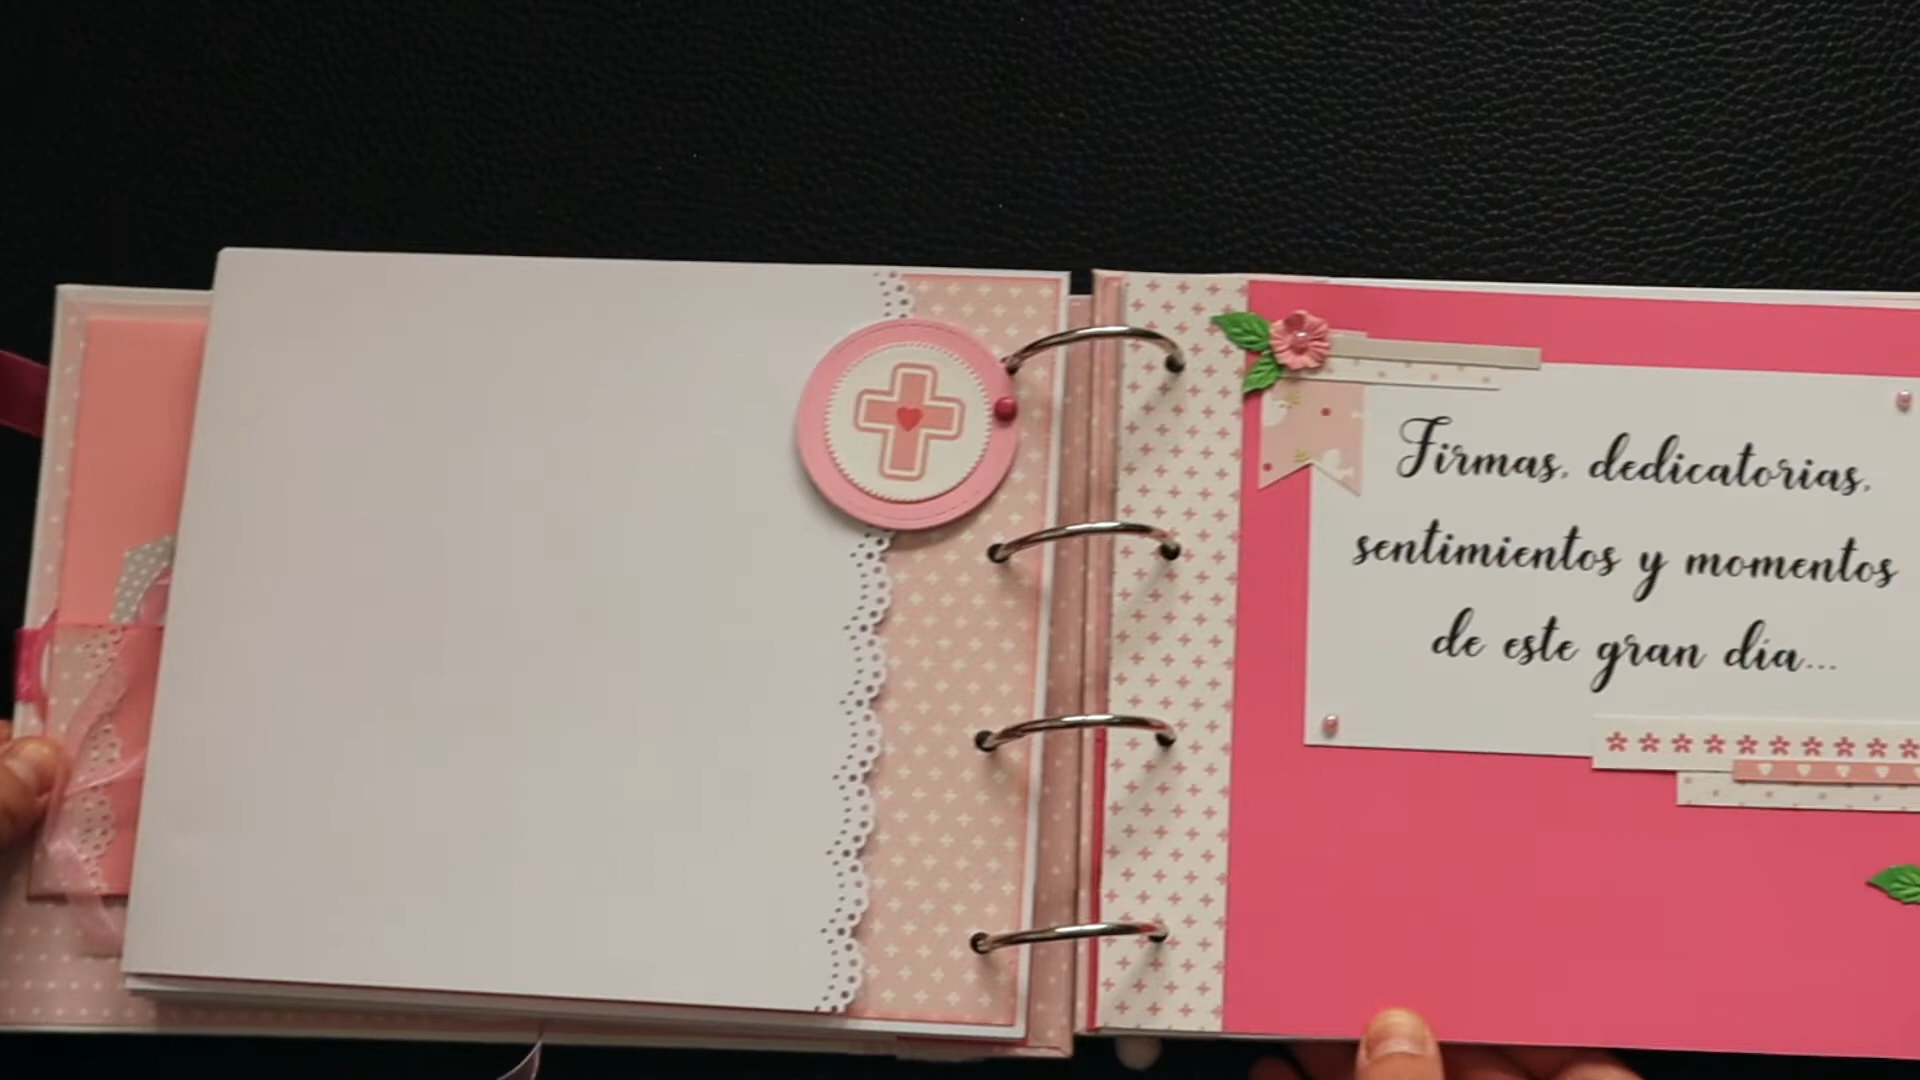 Firmas, dedicatorias,
sentimientos y momentos
de este gran día...